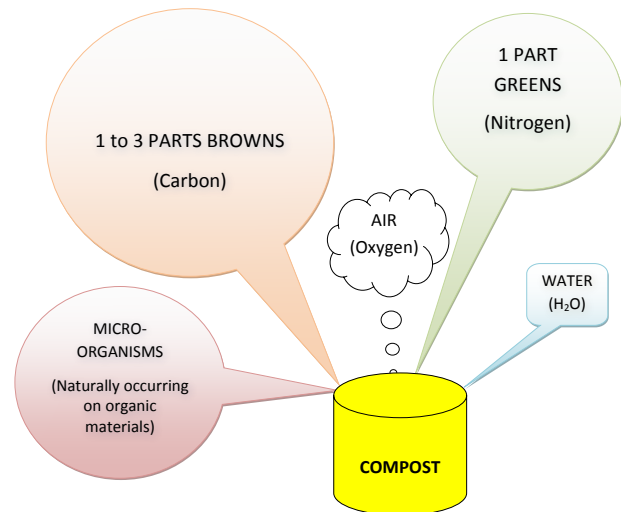 1 to 3 PARTS BROWNS
(Carbon)
1 PART
GREENS
(Nitrogen)
AIR
(Oxygen)
WATER
(H₂O)
MICRO-
ORGANISMS
(Naturally occurring
on organic
materials)
COMPOST